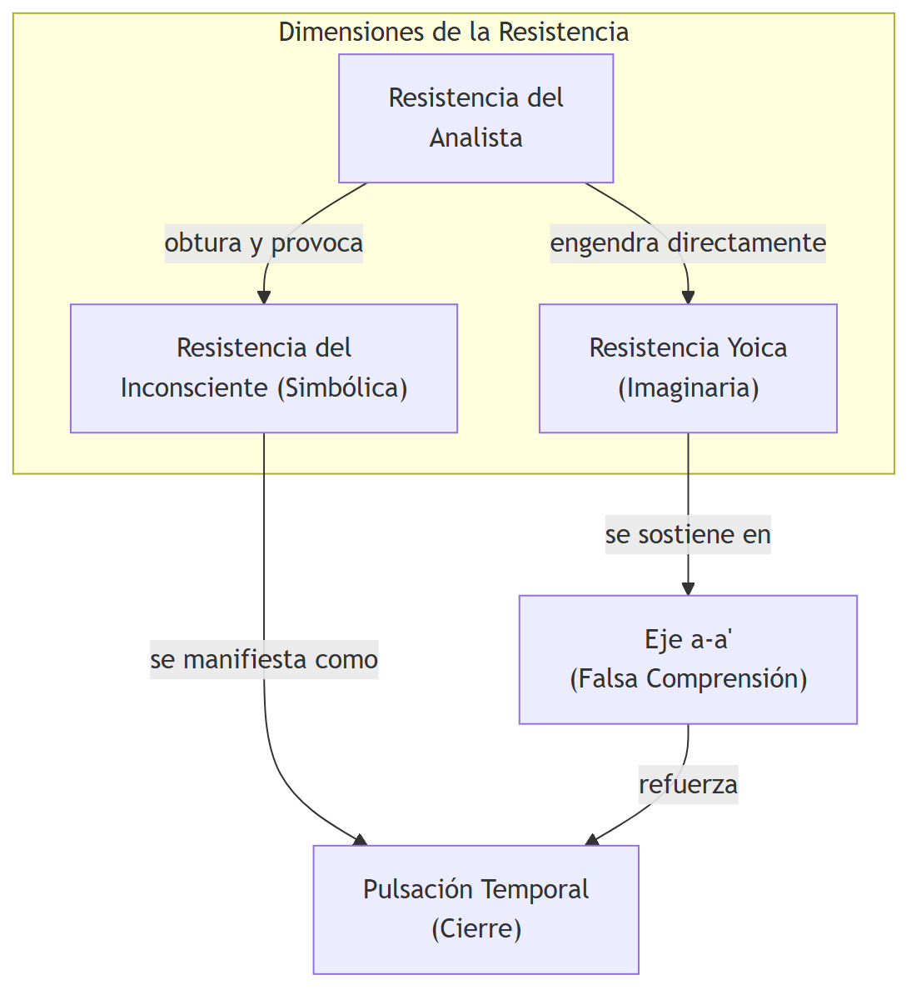 Dimensiones de la Resistencia
Resistencia del
Analista
obtura y provoca
engendra directamente
Resistencia del
Inconsciente (Simbólica)
Resistencia Yoica
(Imaginaria)
se sostiene en
se manifiesta como
Eje a-a'
(Falsa Comprensión)
refuerza
Pulsación Temporal
(Cierre)